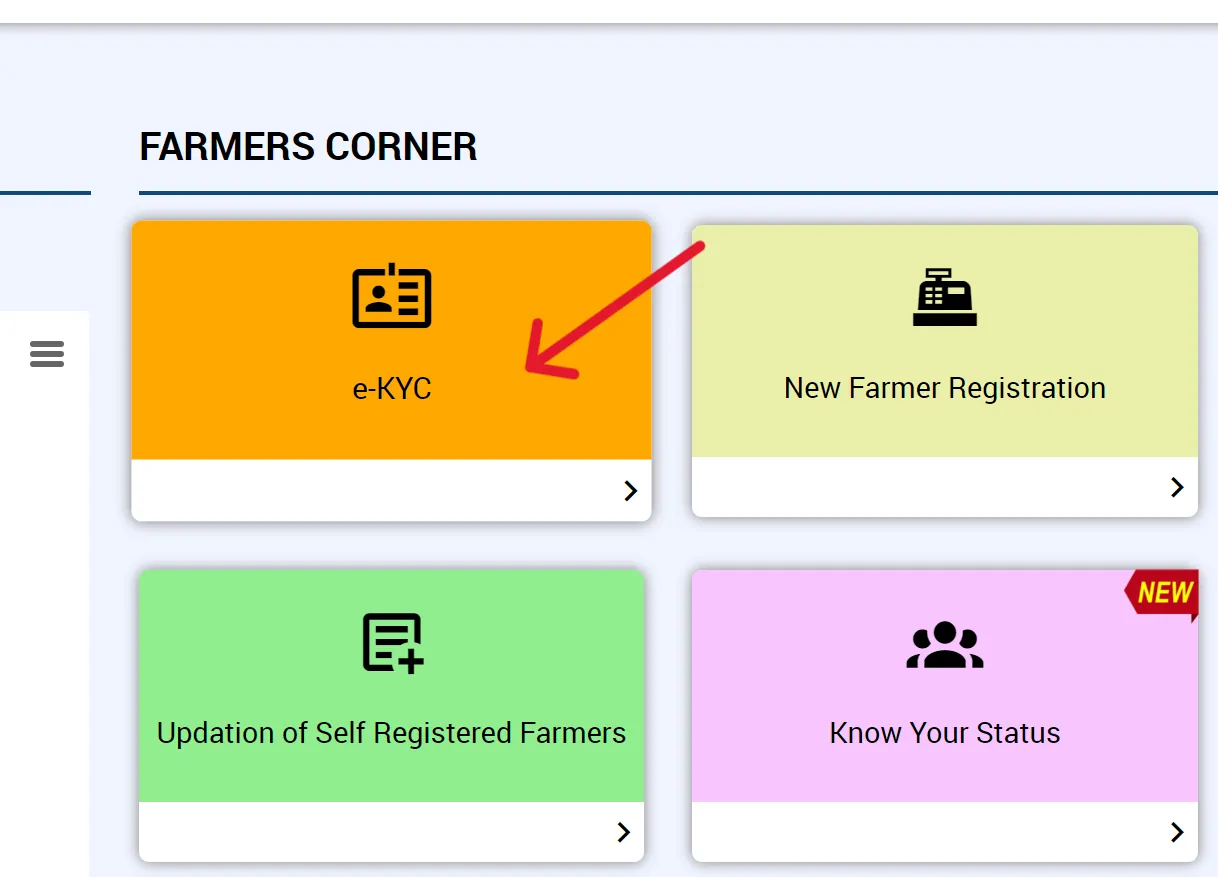 FARMERS CORNER
e-KYC
New Farmer Registration
NEW
Updation of Self Registered Farmers
Know Your Status